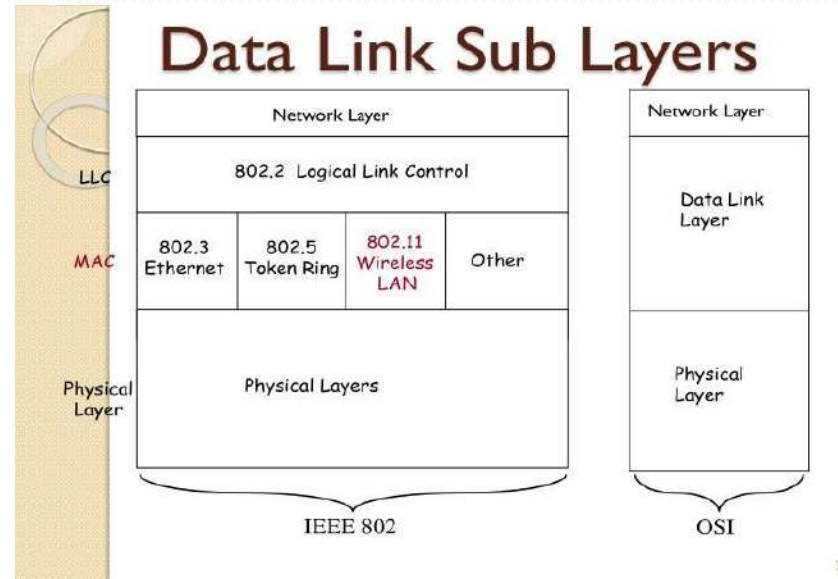 Data Link Sub Layers
Network Layer
LLC
802.2 Logical Link Control
MAC
802.3
Ethernet
802.5
Token Ring
802.11
Wireless
LAN
Other
Physical
Layer
Physical Layers
IEEE 802
Network Layer
Data Link
Layer
Physical
Layer
OSI